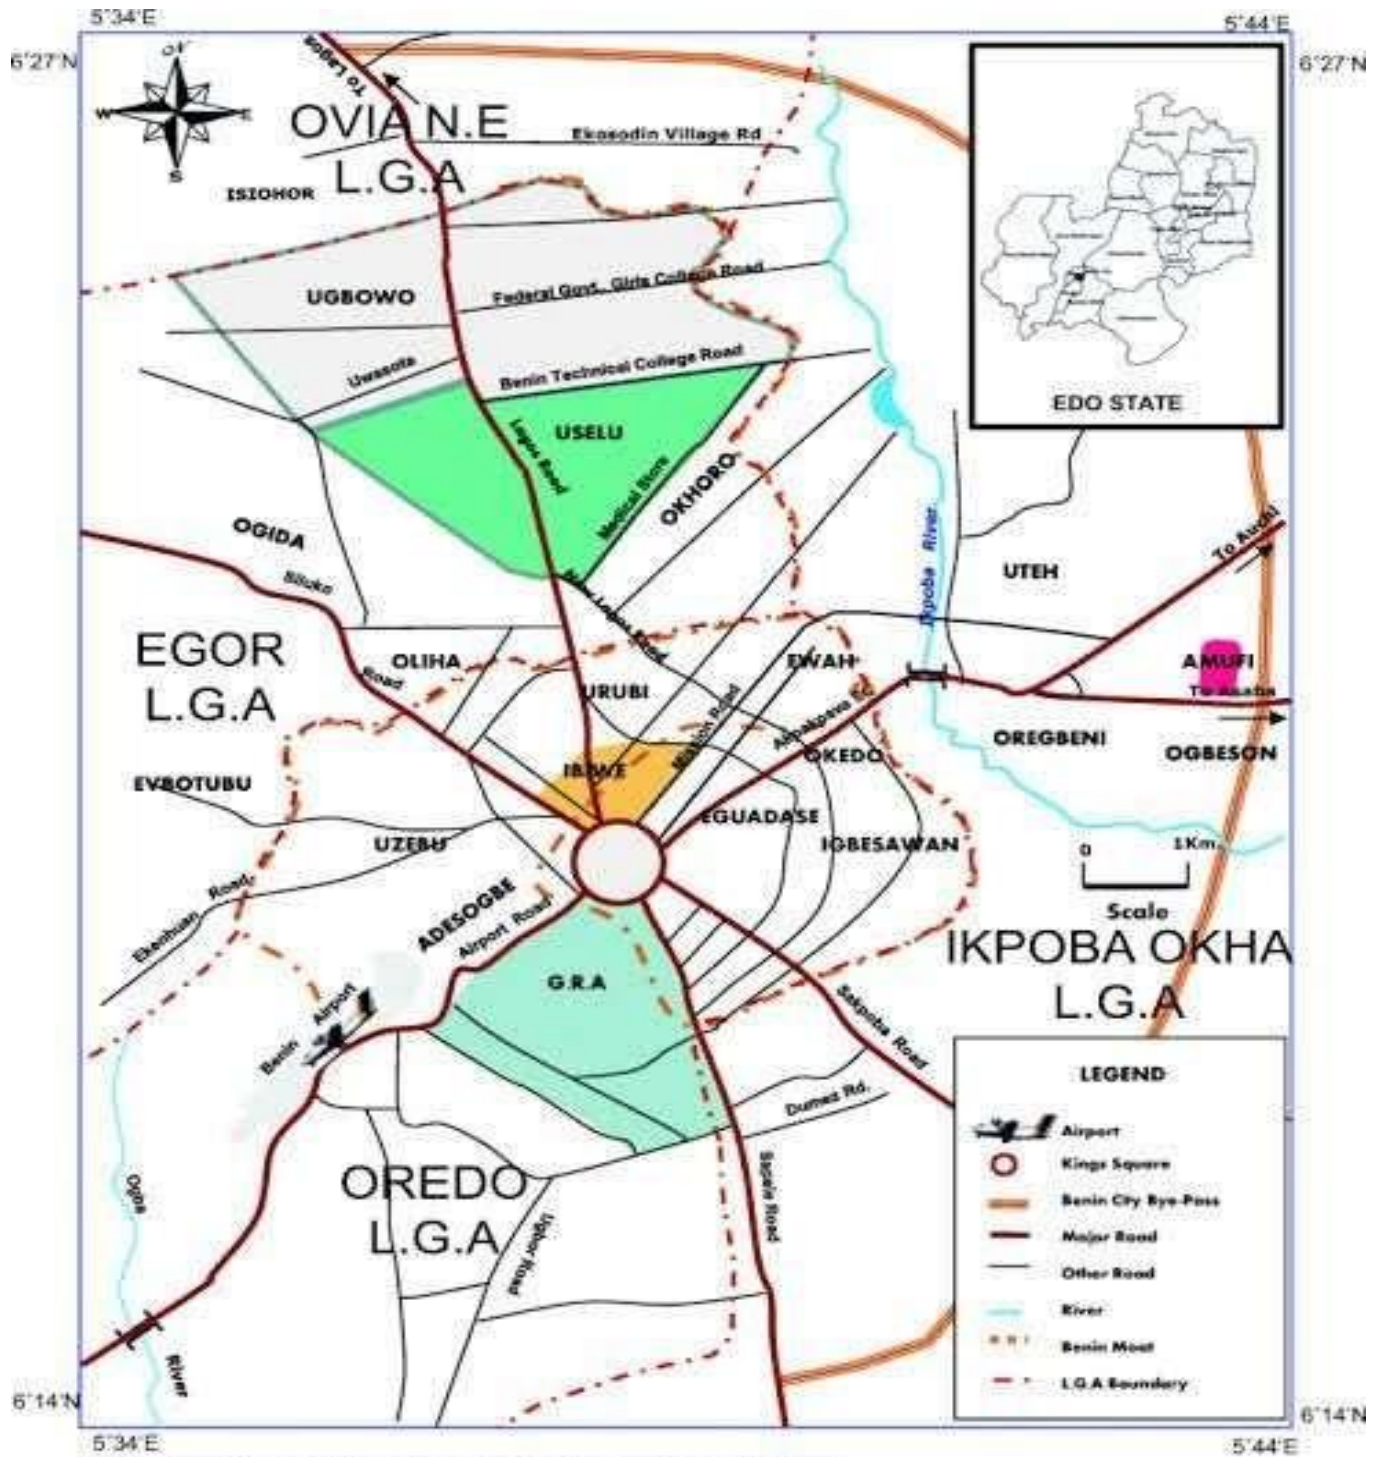 5°34'E
5°44'E
6°27'N
6°27'N
N
W
E
S
To Lagos
OVIA N.E
L.G.A
Ekosodin Village Rd
ISIOHOR
UGBOWO
Federal Govt. Girls College Road
Uwasota
Benin Technical College Road
EDO STATE
USELU
Lagos Road
Medical Store
OKHORO
OGIDA
Siluko
Road
New Lagos Road
Ikpoba River.
UTEH
To Auchi
EGOR
L.G.A
OLIHA
URUBI
EWAH
AMUFI
To Asaba
Mission Road
OKEDO
OREGBENI
OGBESON
IBIWE
EVBOTUBU
UZEBU
EGUADASE
IGBESAWAN
0
1Km.
Scale
Ekenhuan Road.
ADESOGBE
Airport Road
IKPOBA OKHA
L.G.A
G.R.A
Benin Airport
Sakpoba Road
Dumez Rd.
LEGEND
Airport
Kings Square
Benin City Bye-Pass
Major Road
Other Road
River
Benin Moat
L.G.A Boundary
OREDO
L.G.A
Sapele Road
Ugbor Road
Ogba
River
6°14'N
6°14'N
5°34'E
5°44'E